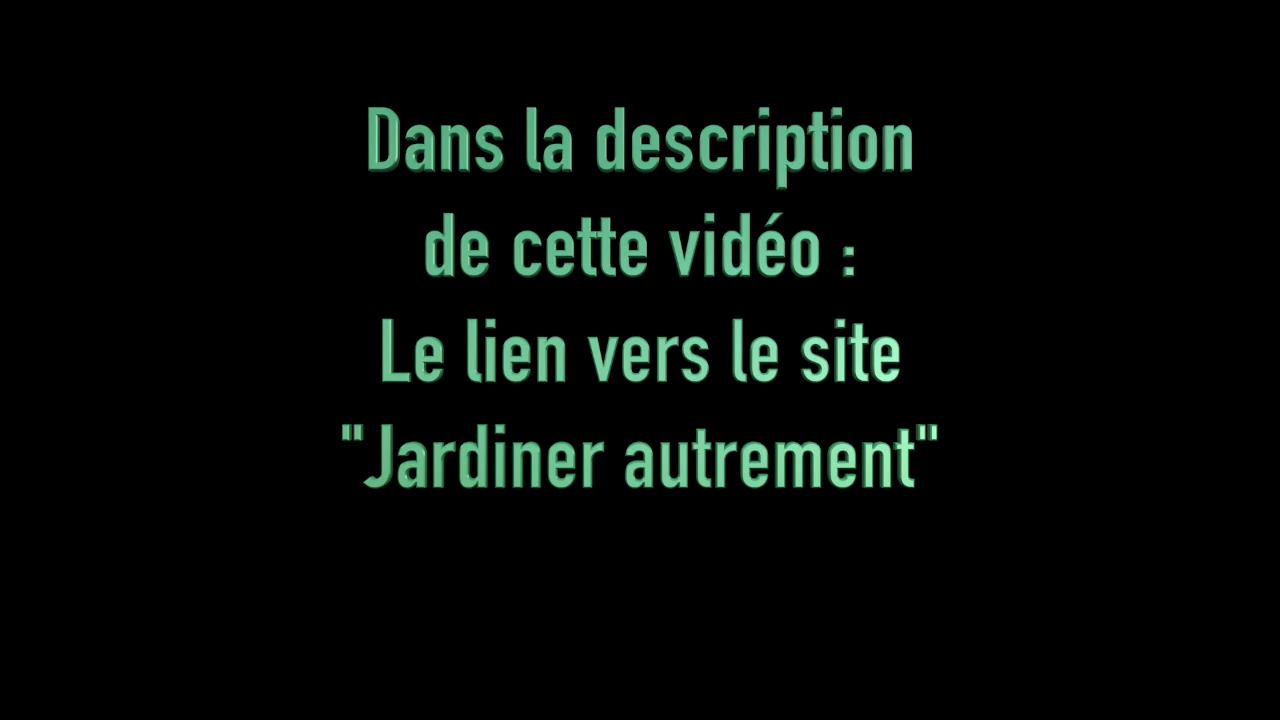 Dans la description
de cette vidéo :
Le lien vers le site
"Jardiner autrement"